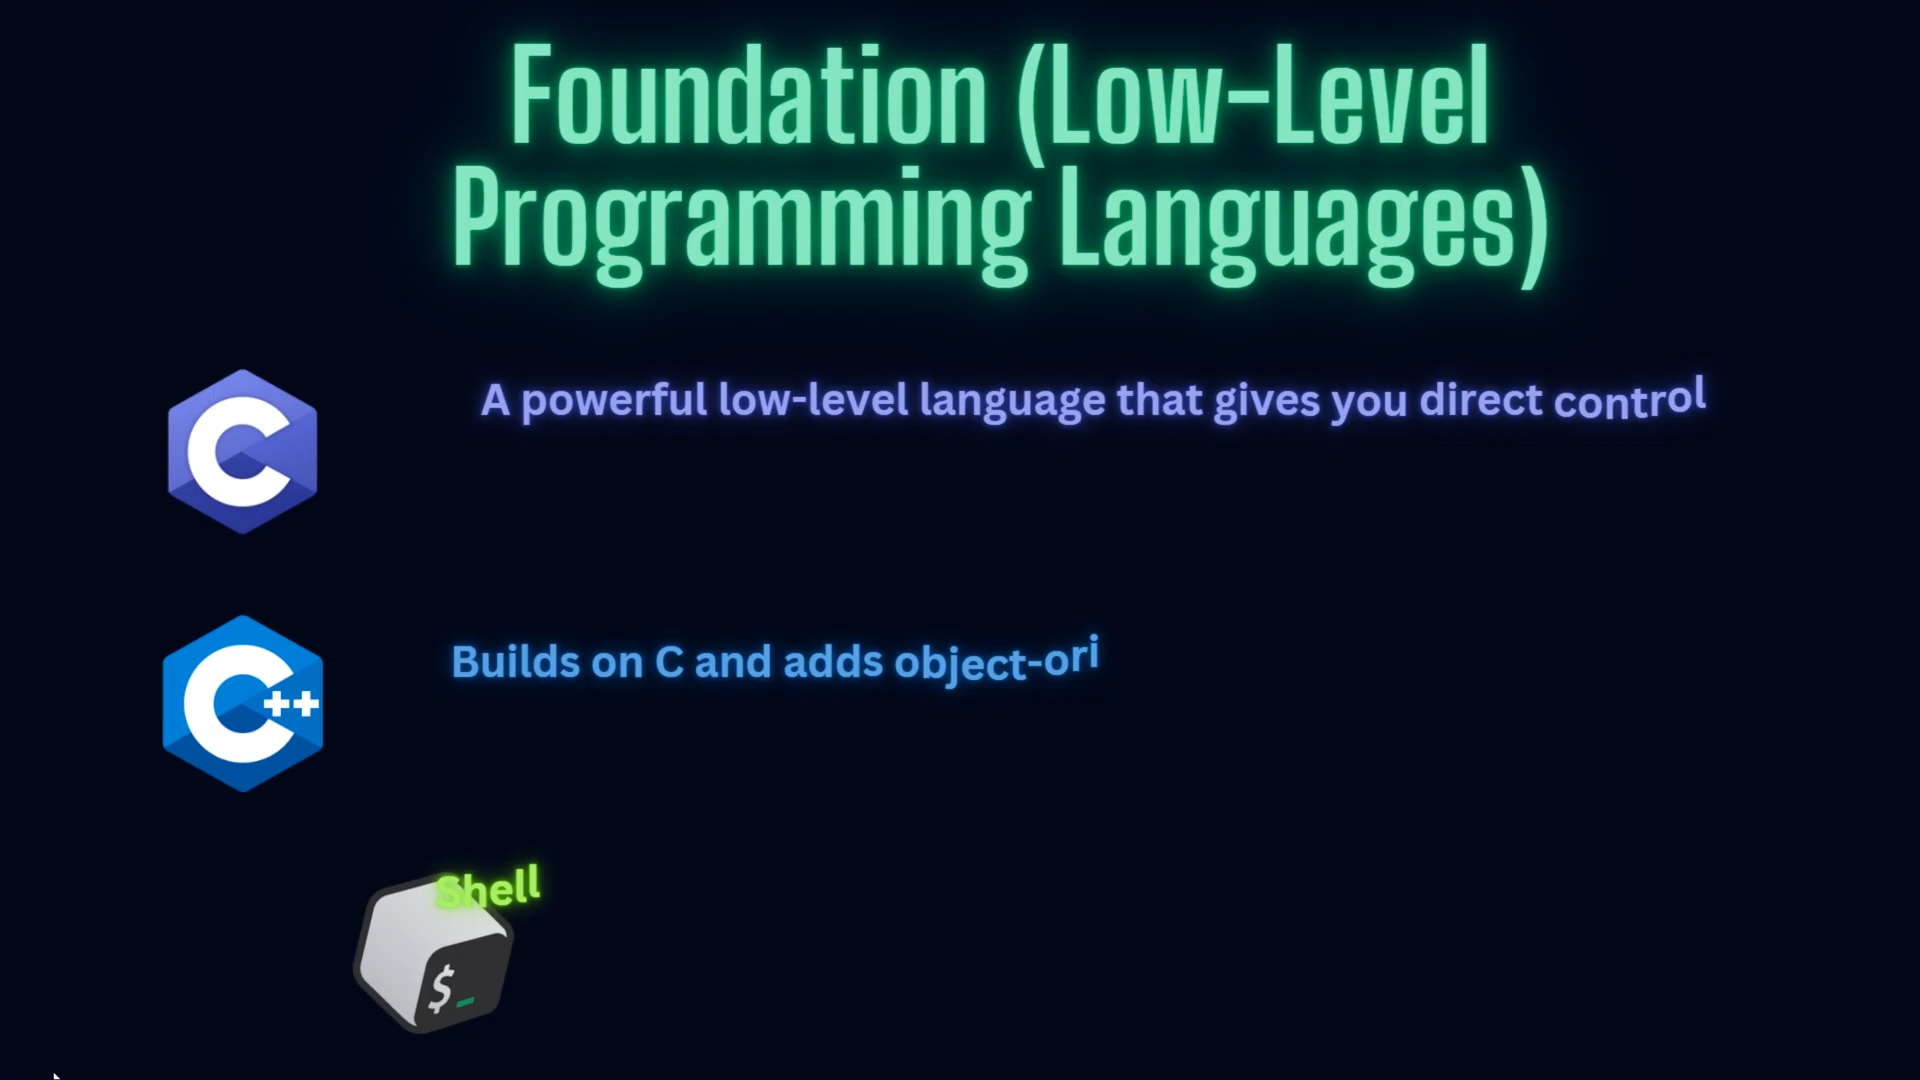 Foundation (Low-Level
Programming Languages)
A powerful low-level language that gives you direct control
C
Builds on C and adds object-ori
C++
Shell
$_